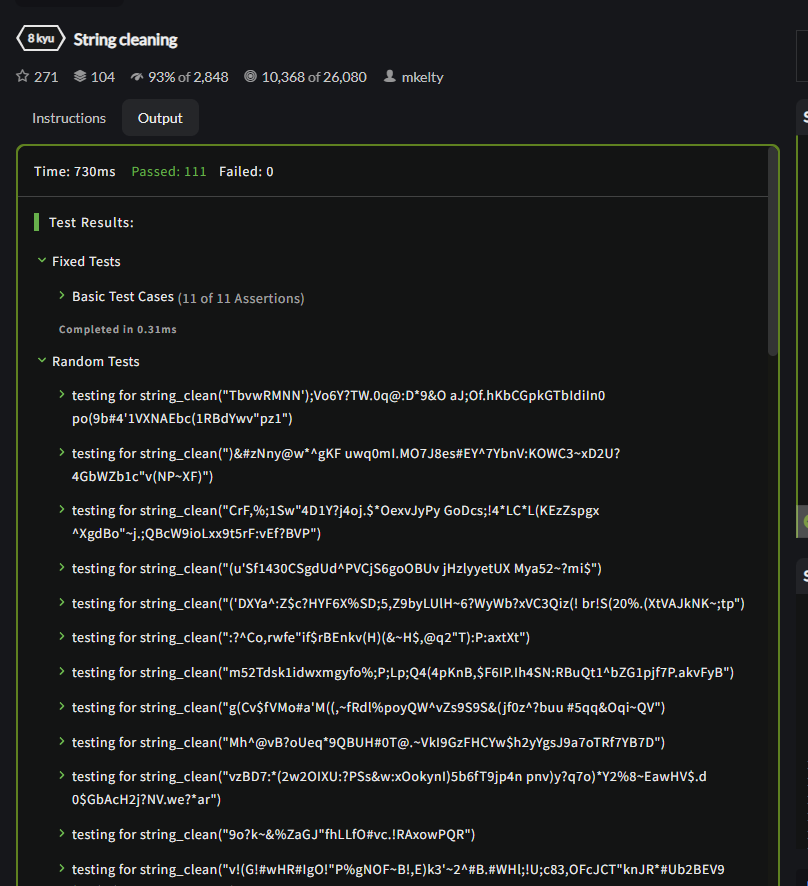 8 kyu String cleaning
271 104 93% of 2,848 10,368 of 26,080 mkelty
Instructions Output
Time: 730ms Passed: 111 Failed: 0
Test Results:
Fixed Tests
Basic Test Cases (11 of 11 Assertions)
Completed in 0.31ms
Random Tests
testing for string_clean("TbvwRMNN');Vo6Y?TW.0q@:D*9&O aJ;Of.hKbCGpkGTbIdiIn0
po(9b#4'1VXNAEbc(1RBdYwv"pz1")
testing for string_clean(")&#zNny@w*^gKF uwq0mI.MO7J8es#EY^7YbnV:KOWC3~xD2U?
4GbWZb1c"v(NP~XF)")
testing for string_clean("CrF,%;1Sw"4D1Y?j4oj.$*OexvJyPy GoDcs;!4*LC*L(KEzZspgx
^XgdBo"~j.;QBcW9ioLxx9t5rF:vEf?BVP")
testing for string_clean("(u'Sf1430CSgdUd^PVCjS6goOBUv jHzlyyetUX Mya52~?mi$")
testing for string_clean("('DXYa^:Z$c?HYF6X%SD;5,Z9byLUlH~6?WyWb?xVC3Qiz(! br!S(20%.(XtVAJkNK~;tp")
testing for string_clean(":?^Co,rwfe"if$rBEnkv(H)(&~H$,@q2"T):P:axtXt")
testing for string_clean("m52Tdsk1idwxmgyfo%;P;Lp;Q4(4pKnB,$F6IP.Ih4SN:RBuQt1^bZG1pjf7P.akvFyB")
testing for string_clean("g(Cv$fVMo#a'M((,~fRdl%poyQW^vZs9S9S&(jf0z^?buu #5qq&Oqi~QV")
testing for string_clean("Mh^@vB?oUeq*9QBUH#0T@.~VkI9GzFHCYw$h2yYgsJ9a7oTRf7YB7D")
testing for string_clean("vzBD7:*(2w2OIXU:?PSs&w:xOokynI)5b6fT9jp4n pnv)y?q7o)*Y2%8~EawHV$.d
0$GbAcH2j?NV.we?*ar")
testing for string_clean("9o?k~&%ZaGJ"fhLLfO#vc.!RAxowPQR")
testing for string_clean("v!(G!#wHR#IgO!"P%gNOF~B!,E)k3'~2^#B.#WHl;!U;c83,OFcJCT"knJR*#Ub2BEV9